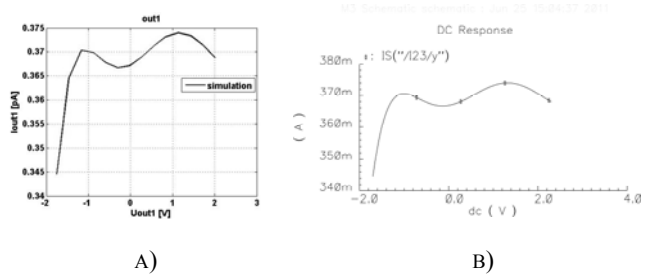 out1
0.375
0.37
0.365
0.36
0.355
0.35
0.345
0.34
Iout1 [pA]
simulation
-2 -1 0 1 2 3
Uout1 [V]
A)
DC Response
: IS("/I23/y")
380m
370m
360m
350m
340m
( A )
-2.0 0.0 2.0 4.0
dc ( V )
B)